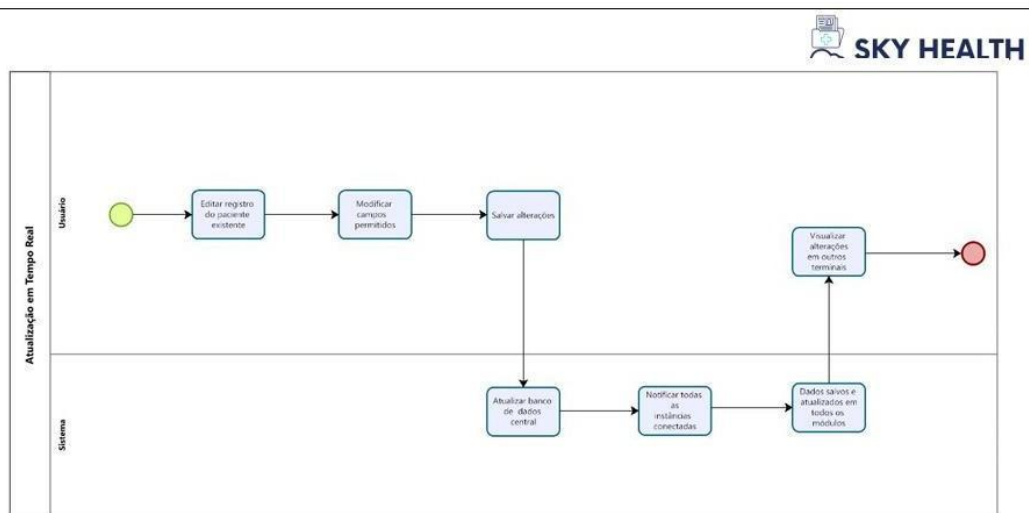 SKY HEALTH
Atualização em Tempo Real
Usuário
Editar registro
do paciente
existente
Modificar
campos
permitidos
Salvar alterações
Visualizar
alterações
em outros
terminais
Sistema
Atualizar banco
de dados
central
Notificar todas
as
instâncias
conectadas
Dados salvos e
atualizados em
todos os
módulos